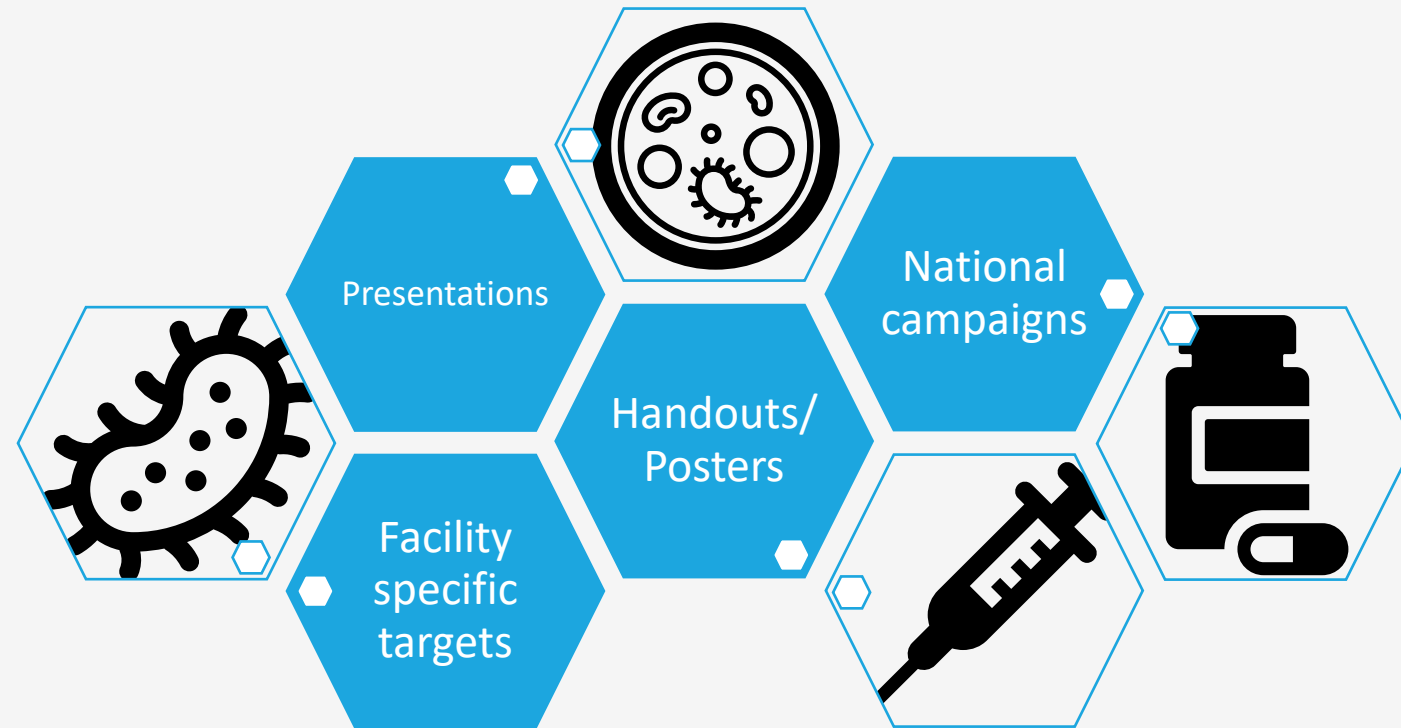 Presentations
National
campaigns
Handouts/
Posters
Facility
specific
targets